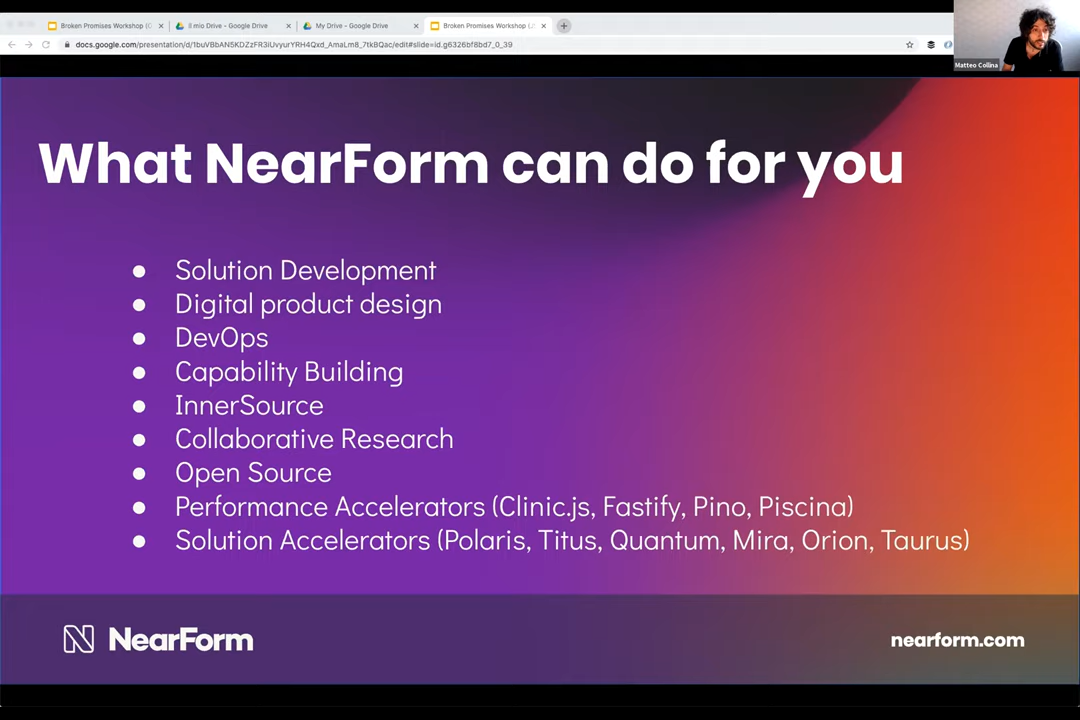 Broken Promises Workshop (
Il mio Drive - Google Drive
My Drive - Google Drive
Broken Promises Workshop (
docs.google.com/presentation/d/1buVBbAN5KDZzFR3iUvyurYRH4Qxd_AmaLm8_7tkBQac/edit#slide=id.g6326bf8bd7_0_39
Matteo Collina
What NearForm can do for you
● Solution Development
● Digital product design
● DevOps
● Capability Building
● InnerSource
● Collaborative Research
● Open Source
● Performance Accelerators (Clinic.js, Fastify, Pino, Piscina)
● Solution Accelerators (Polaris, Titus, Quantum, Mira, Orion, Taurus)
NearForm
nearform.com